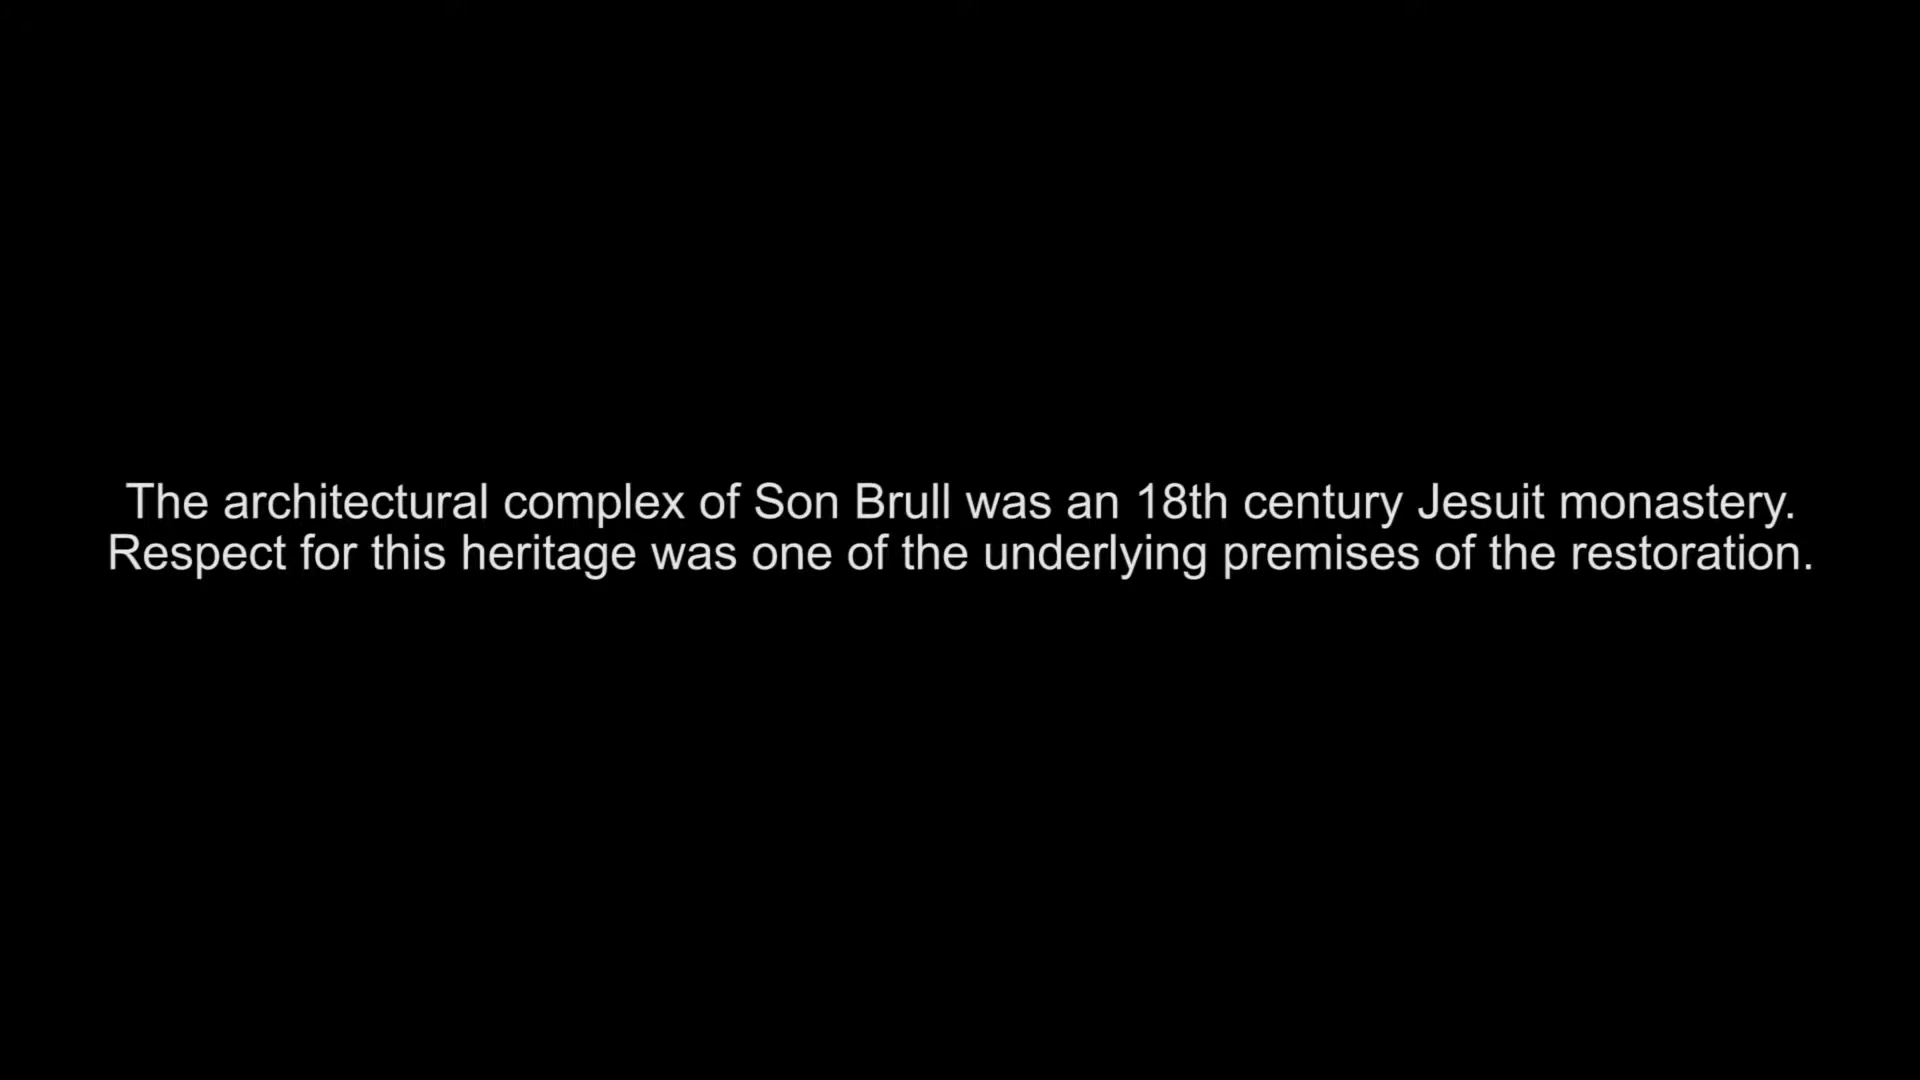 The architectural complex of Son Brull was an 18th century Jesuit monastery.
Respect for this heritage was one of the underlying premises of the restoration.